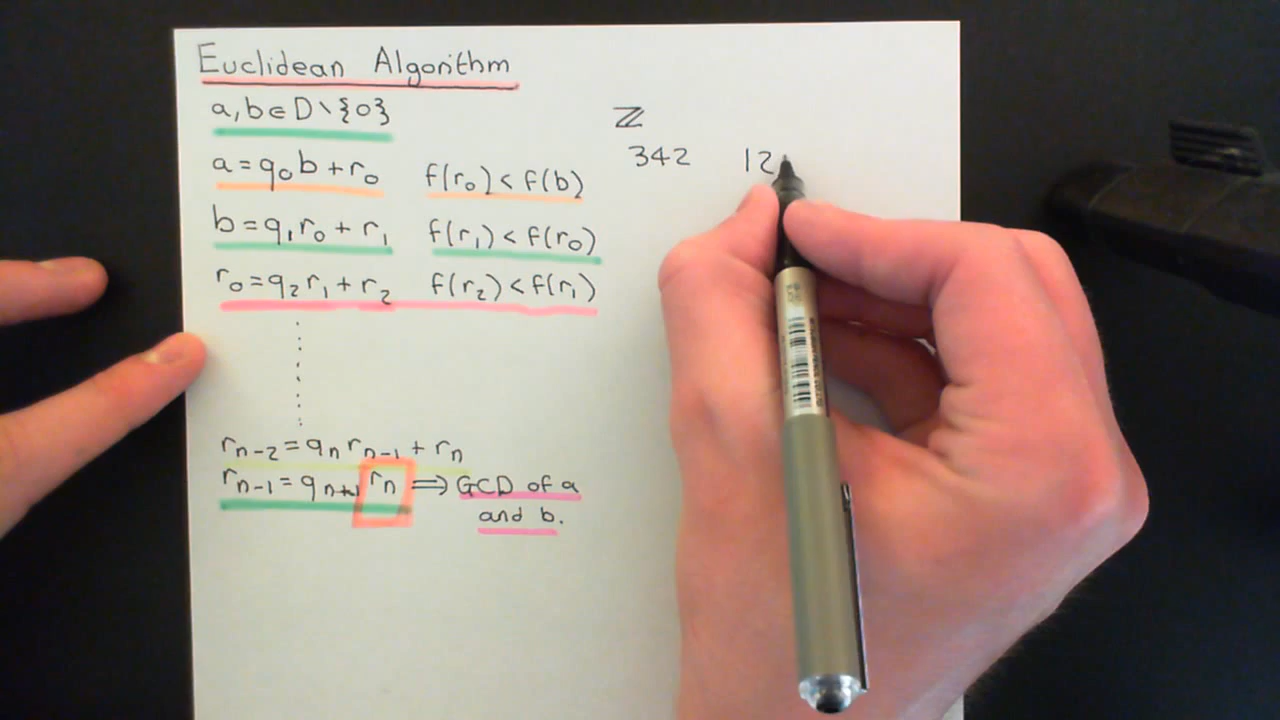 Euclidean Algorithm
a, b ∈ D \ {0}
a = q₀b + r₀ f(r₀) < f(b)
b = q₁r₀ + r₁ f(r₁) < f(r₀)
r₀ = q₂r₁ + r₂ f(r₂) < f(r₁)
rₙ₋₂ = qₙrₙ₋₁ + rₙ
rₙ₋₁ = qₙ₊₁rₙ ⟹ GCD of a
and b.
ℤ
342 12